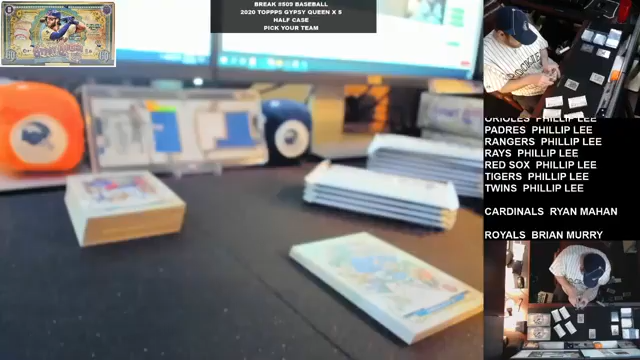 BREAK #509 BASEBALL
2020 TOPPPS GYPSY QUEEN X 5
HALF CASE
PICK YOUR TEAM
ORIOLES PHILLIP LEE
PADRES PHILLIP LEE
RANGERS PHILLIP LEE
RAYS PHILLIP LEE
RED SOX PHILLIP LEE
TIGERS PHILLIP LEE
TWINS PHILLIP LEE
CARDINALS RYAN MAHAN
ROYALS BRIAN MURRY